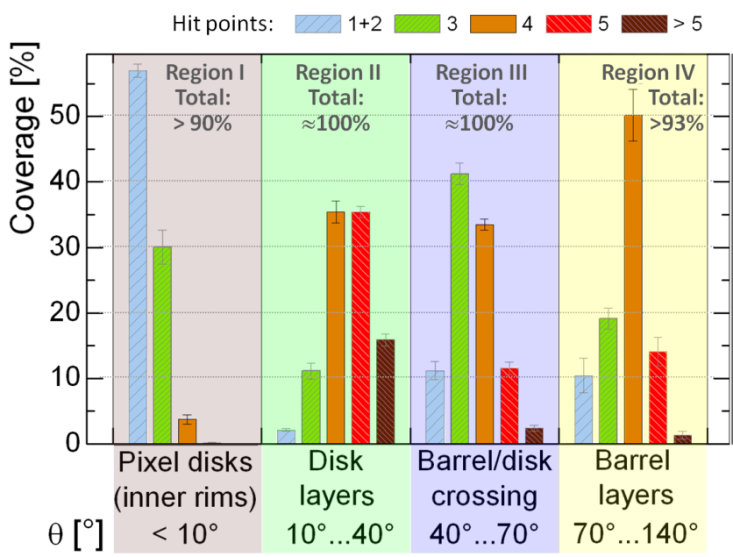 Hit points: 1+2 3 4 5 > 5
Coverage [%]
50
40
30
20
10
0
Region I
Total:
> 90%
Region II
Total:
≈100%
Region III
Total:
≈100%
Region IV
Total:
>93%
Pixel disks
(inner rims)
Disk
layers
Barrel/disk
crossing
Barrel
layers
θ [°] < 10° 10°...40° 40°...70° 70°...140°